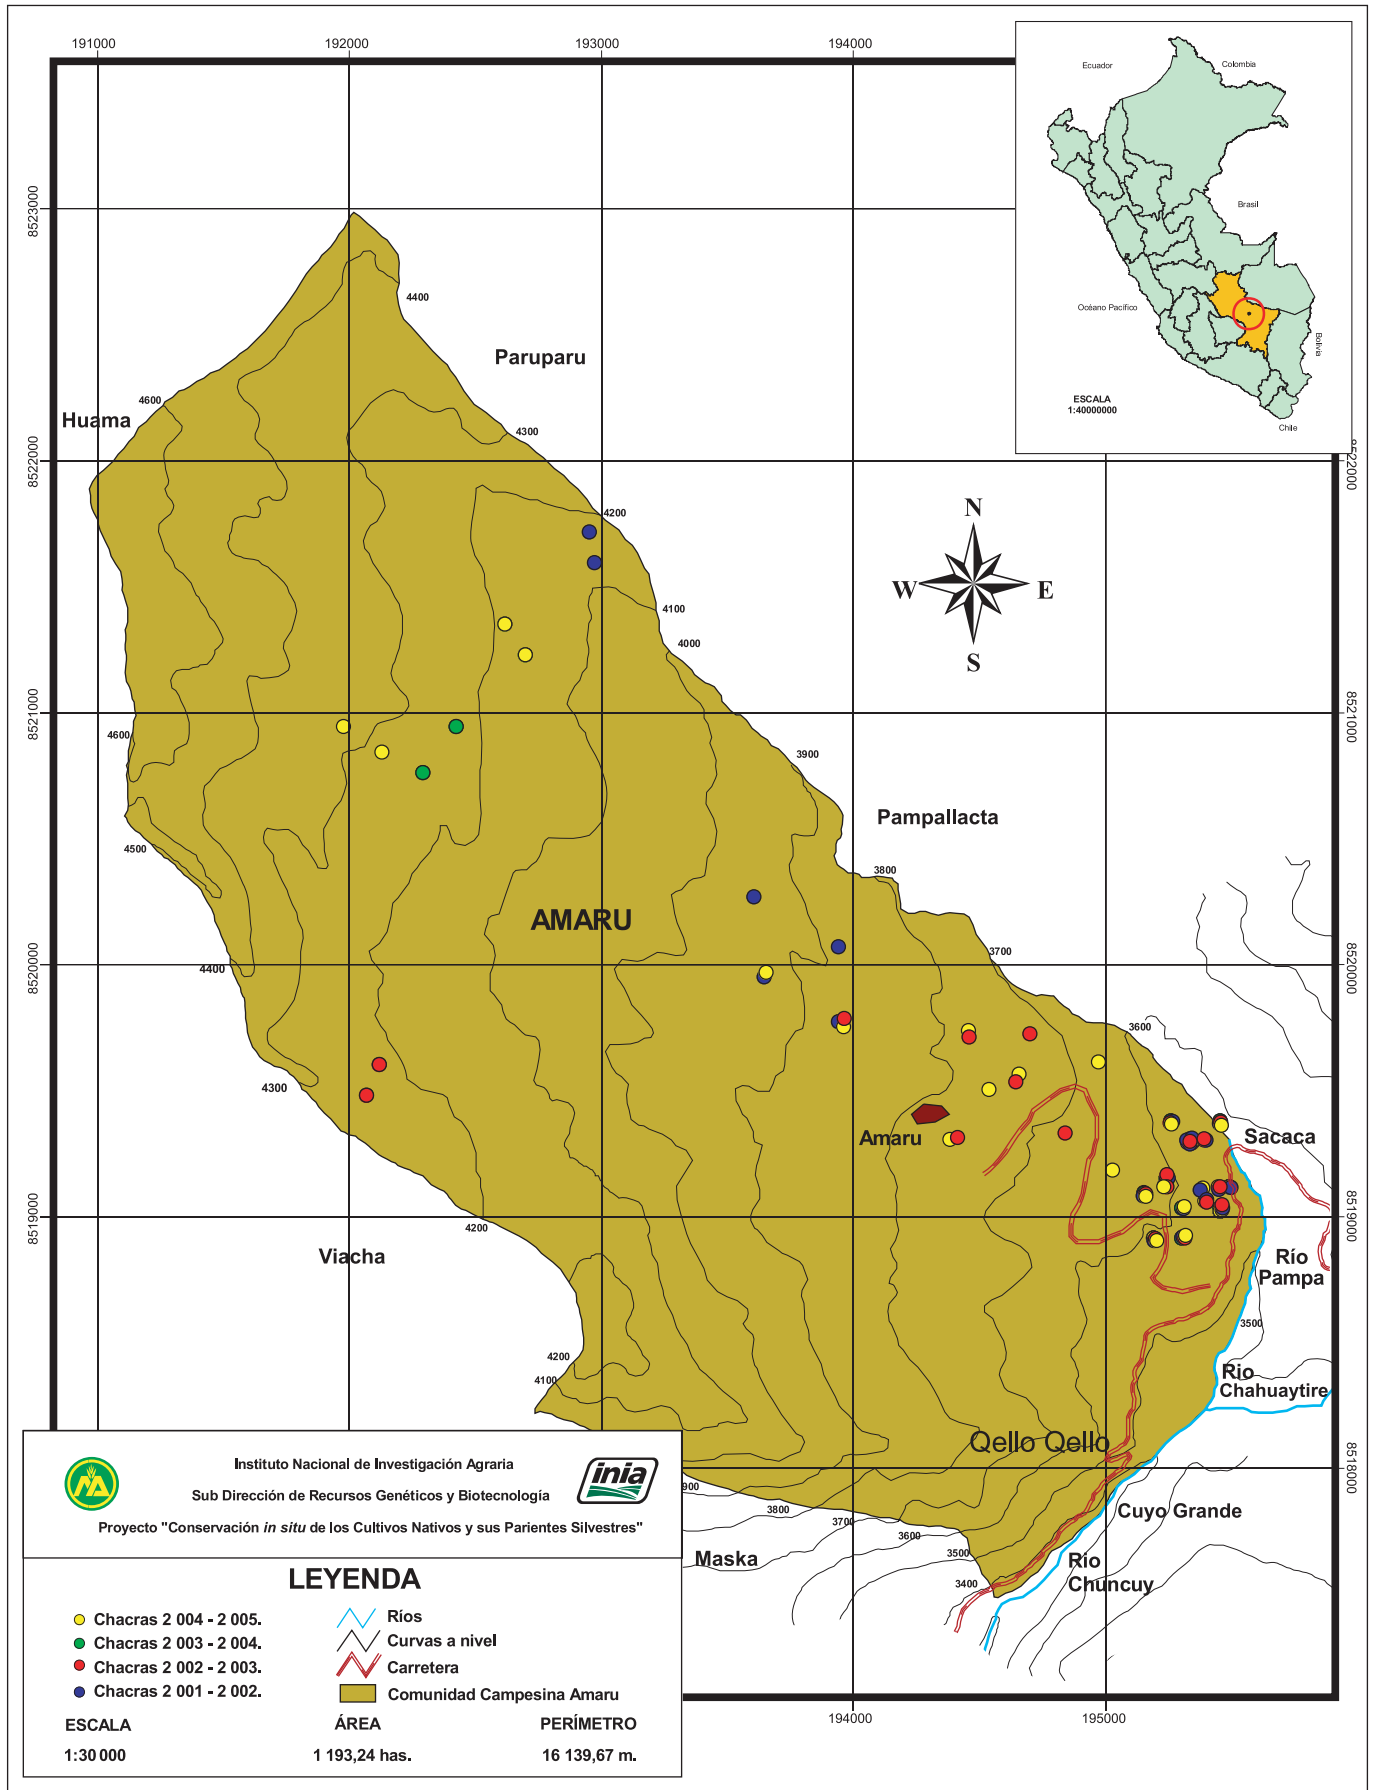 191000 192000 193000 194000
Ecuador
Colombia
Brasil
Océano Pacífico
Bolivia
ESCALA
1:40000000
Chile
8523000
4400
Paruparu
4600
Huama
4300
8522000
8522000
4200
N
W E
S
4100
4000
8521000
8521000
4600
3900
Pampallacta
4500
3800
AMARU
3700
8520000
8520000
4400
3600
4300
Amaru
Sacaca
8519000
8519000
4200
Viacha
Río
Pampa
3500
4200
4100
Rio
Chahuaytire
Qello Qello
8518000
900
3800
3700
3600
3500
3400
Cuyo Grande
Maska
Rio
Chuncuy
Instituto Nacional de Investigación Agraria
Sub Dirección de Recursos Genéticos y Biotecnología
Proyecto "Conservación in situ de los Cultivos Nativos y sus Parientes Silvestres"
inia
LEYENDA
Chacras 2 004 - 2 005.
Chacras 2 003 - 2 004.
Chacras 2 002 - 2 003.
Chacras 2 001 - 2 002.
Ríos
Curvas a nivel
Carretera
Comunidad Campesina Amaru
ESCALA
1:30 000
ÁREA
1 193,24 has.
PERÍMETRO
16 139,67 m.
194000 195000